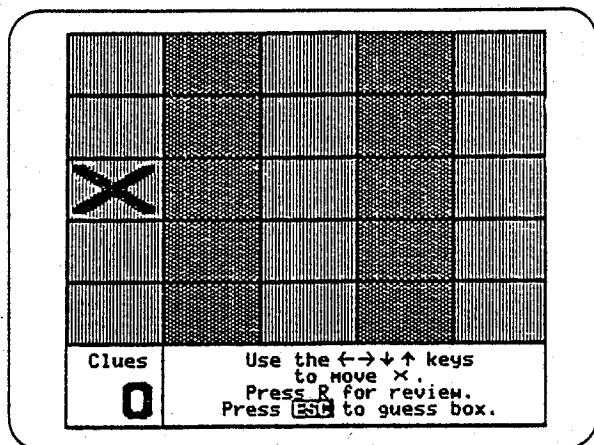 Clues
0
Use the ←→↓↑ keys
to move ×.
Press R for review.
Press ESC to guess box.